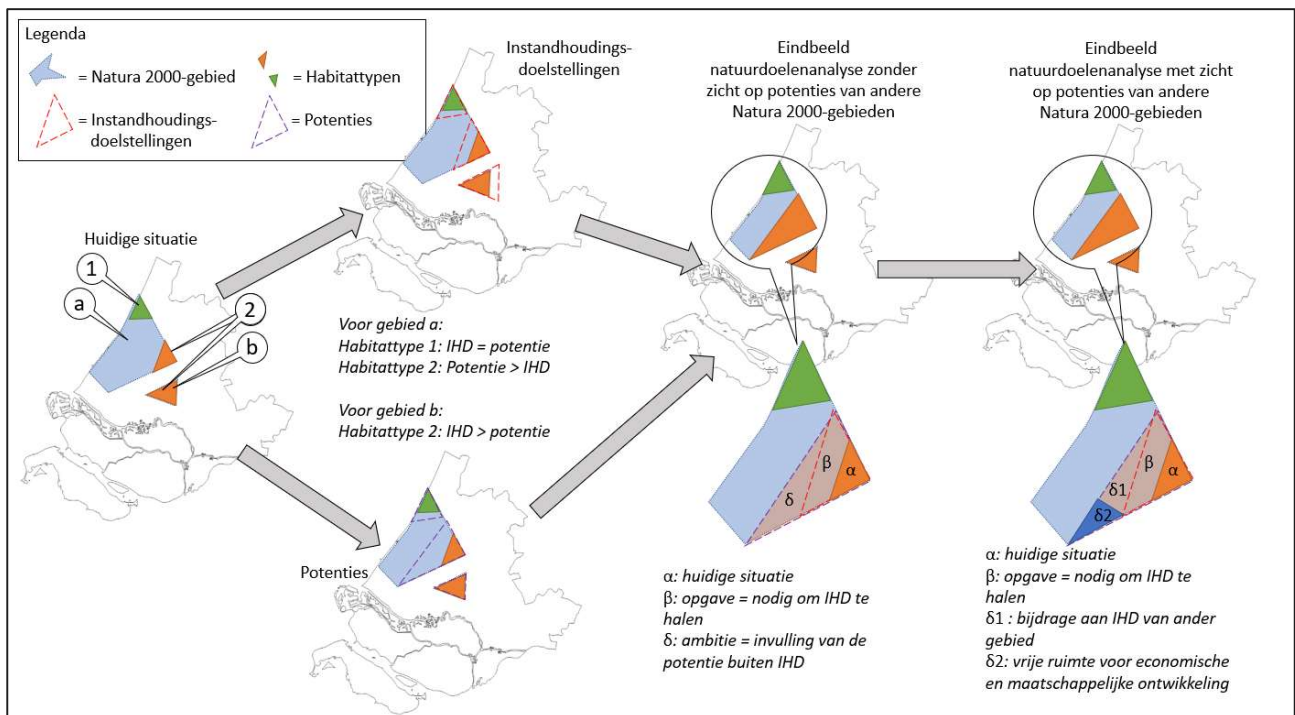 Legenda
= Natura 2000-gebied
= Habitattypen
= Instandhoudings-
doelstellingen
= Potenties
Huidige situatie
1
a
2
b
Instandhoudings-
doelstellingen
Voor gebied a:
Habitattype 1: IHD = potentie
Habitattype 2: Potentie > IHD
Voor gebied b:
Habitattype 2: IHD > potentie
Potenties
Eindbeeld
natuurdoelenanalyse zonder
zicht op potenties van andere
Natura 2000-gebieden
δ
β
α
α: huidige situatie
β: opgave = nodig om IHD te
halen
δ: ambitie = invulling van de
potentie buiten IHD
Eindbeeld
natuurdoelenanalyse met zicht
op potenties van andere
Natura 2000-gebieden
δ1
β
α
δ2
α: huidige situatie
β: opgave = nodig om IHD te
halen
δ1 : bijdrage aan IHD van ander
gebied
δ2: vrije ruimte voor economische
en maatschappelijke ontwikkeling